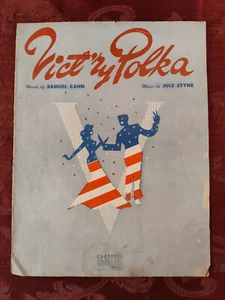 Vict'ry Polka
Words by SAMUEL CAHN Music by JULE STYNE
V
CHAPPELL